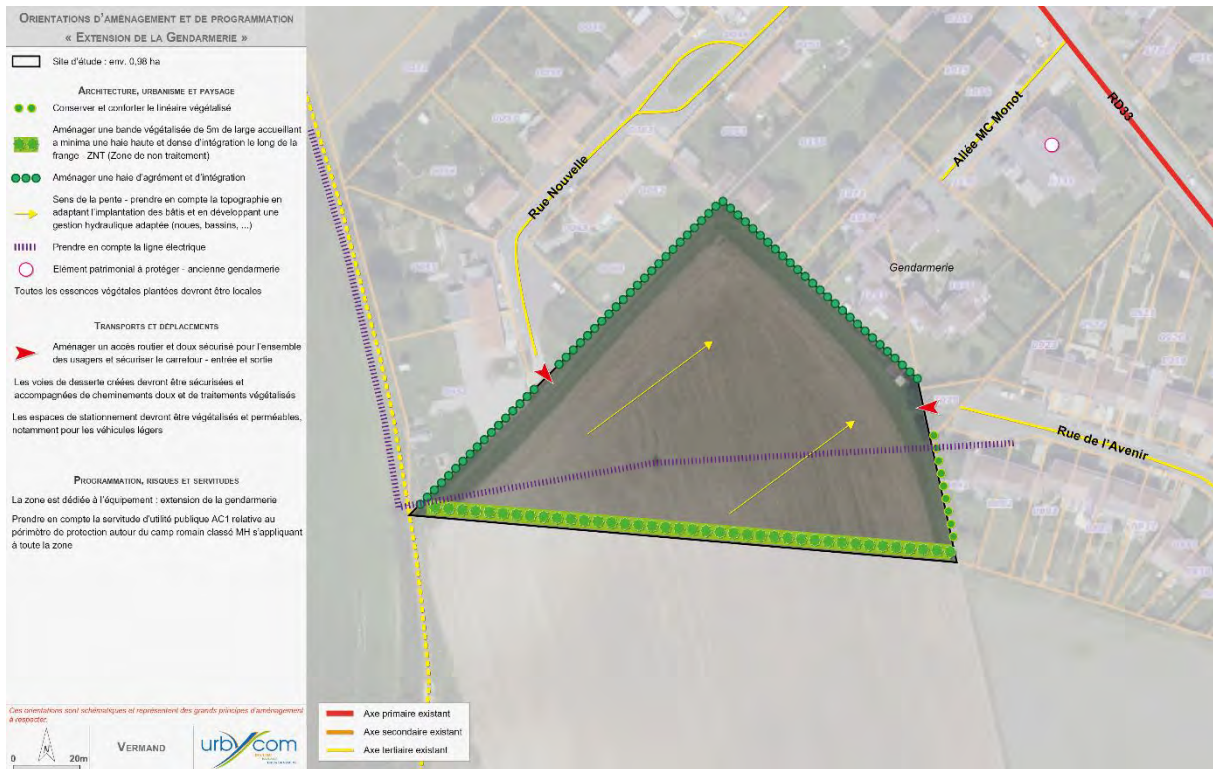 ORIENTATIONS D'AMÉNAGEMENT ET DE PROGRAMMATION
« EXTENSION DE LA GENDARMERIE »
Site d'étude : env. 0,98 ha
ARCHITECTURE, URBANISME ET PAYSAGE
Conserver et conforter le linéaire végétalisé
Aménager une bande végétalisée de 5m de large accueillant
a minima une haie haute et dense d'intégration le long de la
frange - ZNT (Zone de non traitement)
Aménager une haie d'agrément et d'intégration
Sens de la pente - prendre en compte la topographie en
adaptant l'implantation des bâtis et en développant une
gestion hydraulique adaptée (noues, bassins, ...)
Prendre en compte la ligne électrique
Elément patrimonial à protéger - ancienne gendarmerie
Toutes les essences végétales plantées devront être locales
TRANSPORTS ET DÉPLACEMENTS
Aménager un accès routier et doux sécurisé pour l'ensemble
des usagers et sécuriser le carrefour - entrée et sortie
Les voies de desserte créées devront être sécurisées et
accompagnées de cheminements doux et de traitements végétalisés
Les espaces de stationnement devront être végétalisés et perméables,
notamment pour les véhicules légers
PROGRAMMATION, RISQUES ET SERVITUDES
La zone est dédiée à l'équipement : extension de la gendarmerie
Prendre en compte la servitude d'utilité publique AC1 relative au
périmètre de protection autour du camp romain classé MH s'appliquant
à toute la zone
Ces orientations sont schématiques et représentent des grands principes d'aménagement
à respecter.
N
0 20m
VERMAND
urbycom
Rue Nouvelle
Allée MC Monot
RD33
Gendarmerie
Rue de l'Avenir
Axe primaire existant
Axe secondaire existant
Axe tertiaire existant